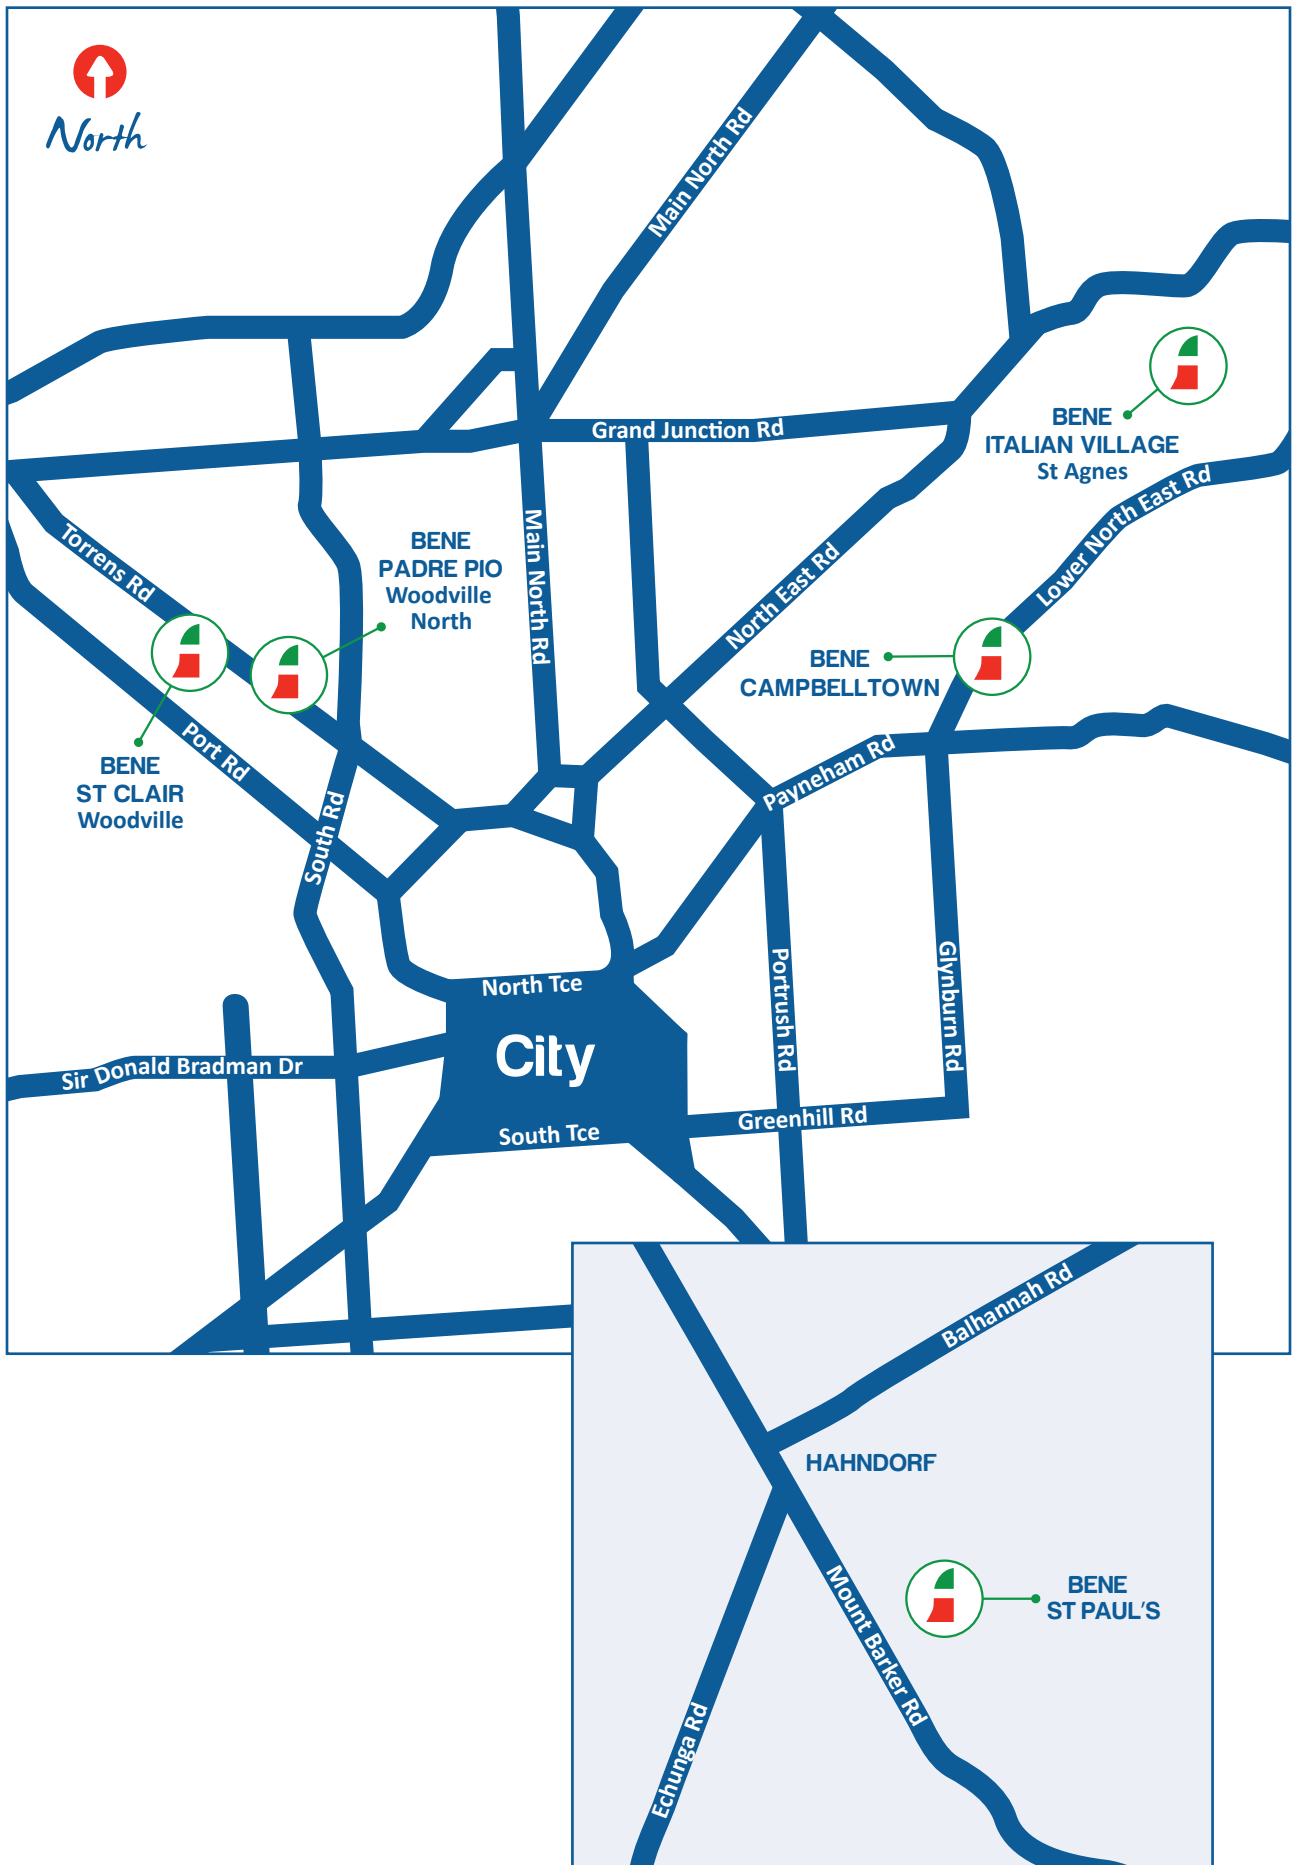 North
Main North Rd
Grand Junction Rd
BENE
ITALIAN VILLAGE
St Agnes
Lower North East Rd
Torrens Rd
BENE
PADRE PIO
Woodville
North
Main North Rd
North East Rd
BENE
CAMPBELLTOWN
Port Rd
BENE
ST CLAIR
Woodville
South Rd
Payneham Rd
North Tce
City
South Tce
Portrush Rd
Glynburn Rd
Sir Donald Bradman Dr
Greenhill Rd
Balhannah Rd
HAHNDORF
BENE
ST PAUL'S
Mount Barker Rd
Echunga Rd